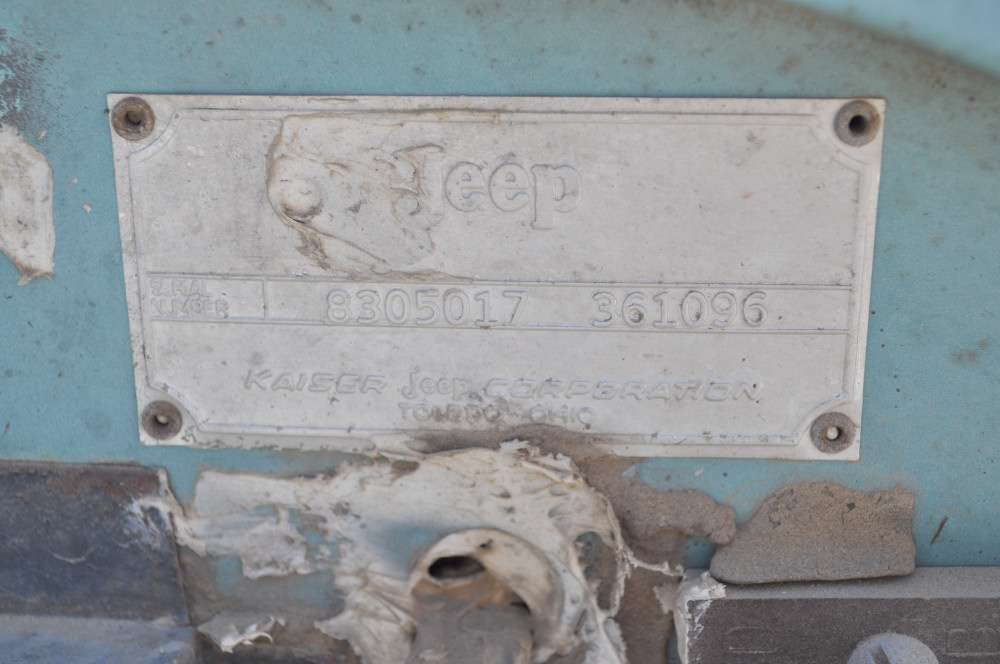 Jeep
SERIAL
NUMBER
8305017 361096
KAISER Jeep CORPORATION
TOLEDO, OHIO